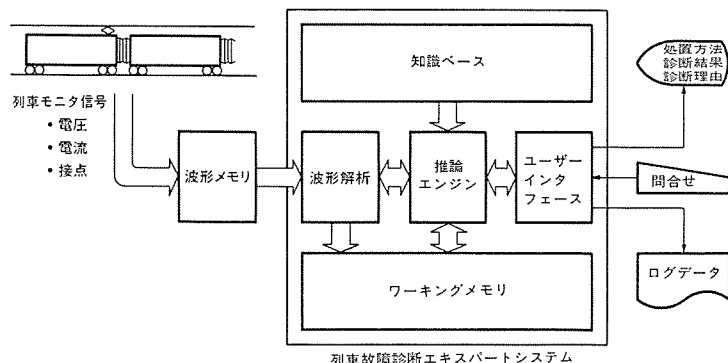 知識ベース
処置方法
診断結果
診断理由
列車モニタ信号
・電圧
・電流
・接点
波形メモリ
波形解析
推論
エンジン
ユーザー
インタ
フェース
問合せ
ワーキングメモリ
ログデータ
列車故障診断エキスパートシステム